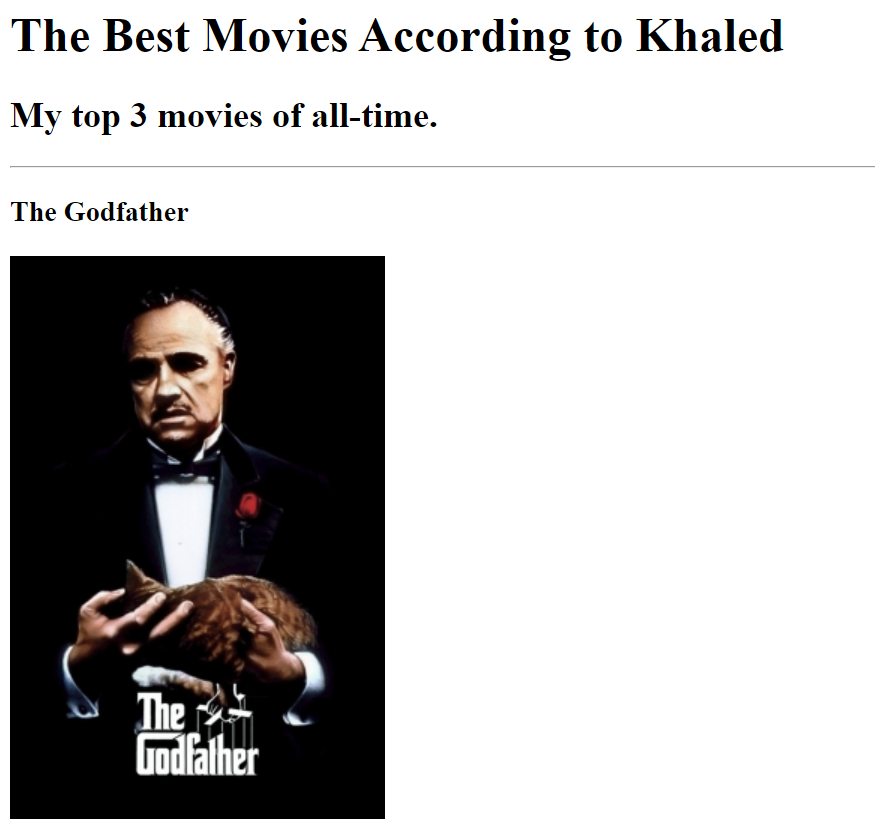 The Best Movies According to Khaled
My top 3 movies of all-time.
The Godfather
The
Godfather